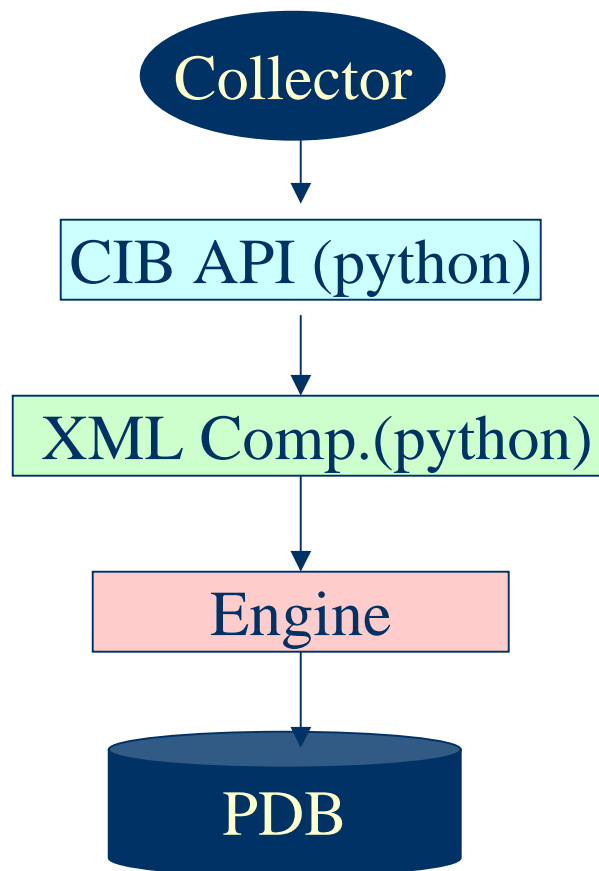 Collector
CIB API (python)
XML Comp.(python)
Engine
PDB